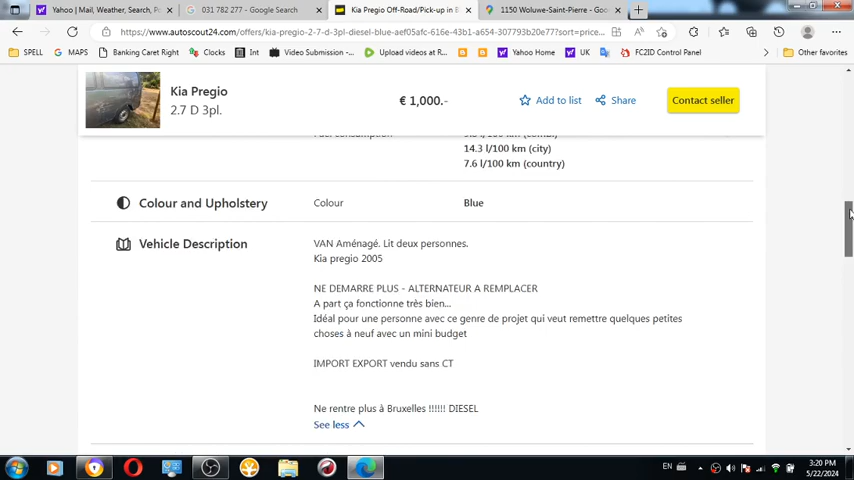 Yahoo | Mail, Weather, Search, Po
031 782 277 - Google Search
Kia Pregio Off-Road/Pick-up in B
1150 Woluwe-Saint-Pierre - Goo
https://www.autoscout24.com/offers/kia-pregio-2-7-d-3pl-diesel-blue-aef05afc-616e-43b1-a654-307793b20e77?sort=price...
SPELL
MAPS
Banking Caret Right
Clocks
Int
Video Submission -...
Upload videos at R...
Yahoo Home
UK
FC2ID Control Panel
Other favorites
Kia Pregio
2.7 D 3pl.
€ 1,000.-
Add to list
Share
Contact seller
14.3 l/100 km (city)
7.6 l/100 km (country)
Colour and Upholstery
Colour
Blue
Vehicle Description
VAN Aménagé. Lit deux personnes.
Kia pregio 2005
NE DEMARRE PLUS - ALTERNATEUR A REMPLACER
A part ça fonctionne très bien...
Idéal pour une personne avec ce genre de projet qui veut remettre quelques petites
choses à neuf avec un mini budget
IMPORT EXPORT vendu sans CT
Ne rentre plus à Bruxelles !!!!!! DIESEL
See less
EN
3:20 PM
5/22/2024